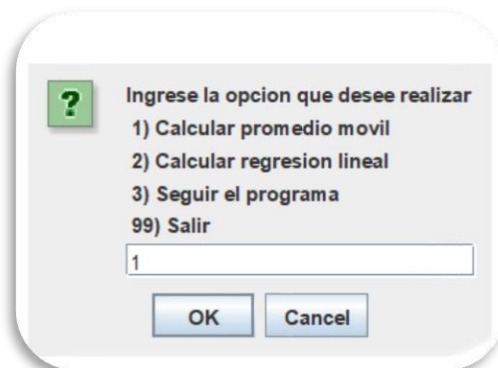 Ingrese la opcion que desee realizar
1) Calcular promedio movil
2) Calcular regresion lineal
3) Seguir el programa
99) Salir
1
OK Cancel